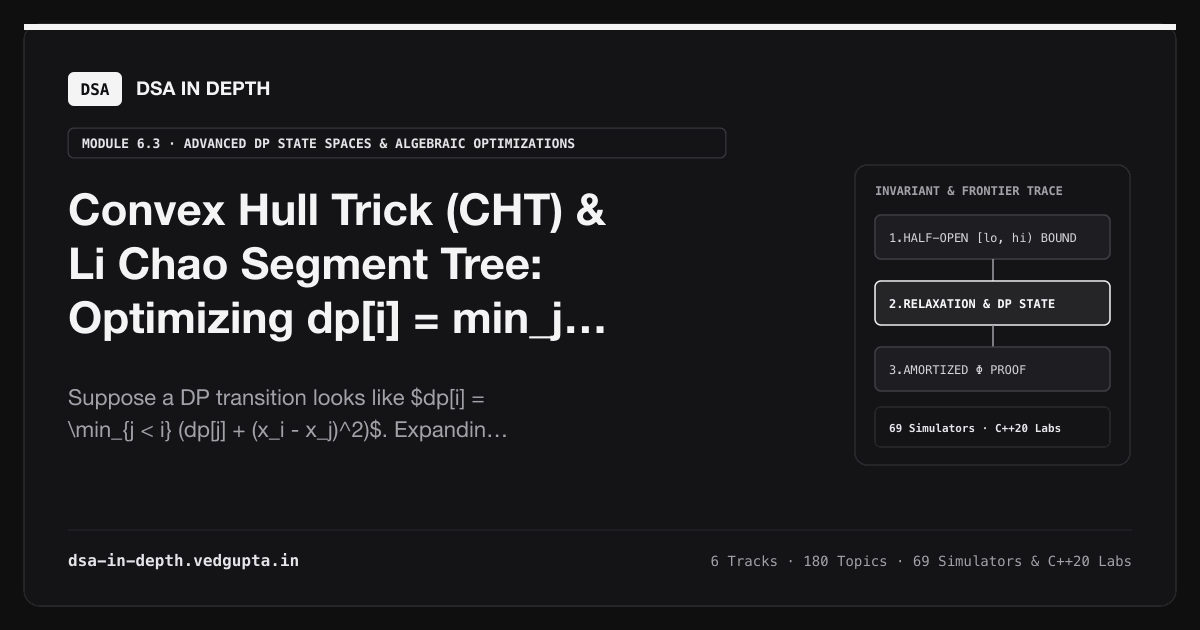 DSA DSA IN DEPTH
MODULE 6.3 · ADVANCED DP STATE SPACES & ALGEBRAIC OPTIMIZATIONS
Convex Hull Trick (CHT) &
Li Chao Segment Tree:
Optimizing dp[i] = min_j...
Suppose a DP transition looks like $dp[i] =
\min_{j < i} (dp[j] + (x_i - x_j)^2)$. Expandin...
INVARIANT & FRONTIER TRACE
1.HALF-OPEN [lo, hi) BOUND
2.RELAXATION & DP STATE
3.AMORTIZED Φ PROOF
69 Simulators · C++20 Labs
dsa-in-depth.vedgupta.in
6 Tracks · 180 Topics · 69 Simulators & C++20 Labs